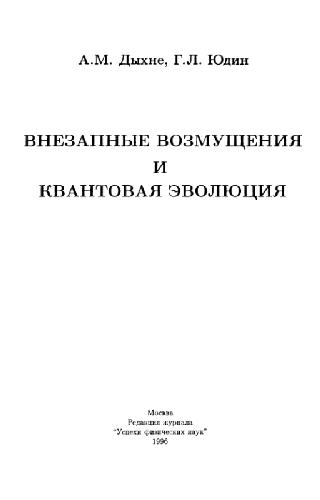 А.М. Дыхне, Г.Л. Юдин
ВНЕЗАПНЫЕ ВОЗМУЩЕНИЯ
И
КВАНТОВАЯ ЭВОЛЮЦИЯ
Москва
Редакция журнала
"Успехи физических наук"
1996